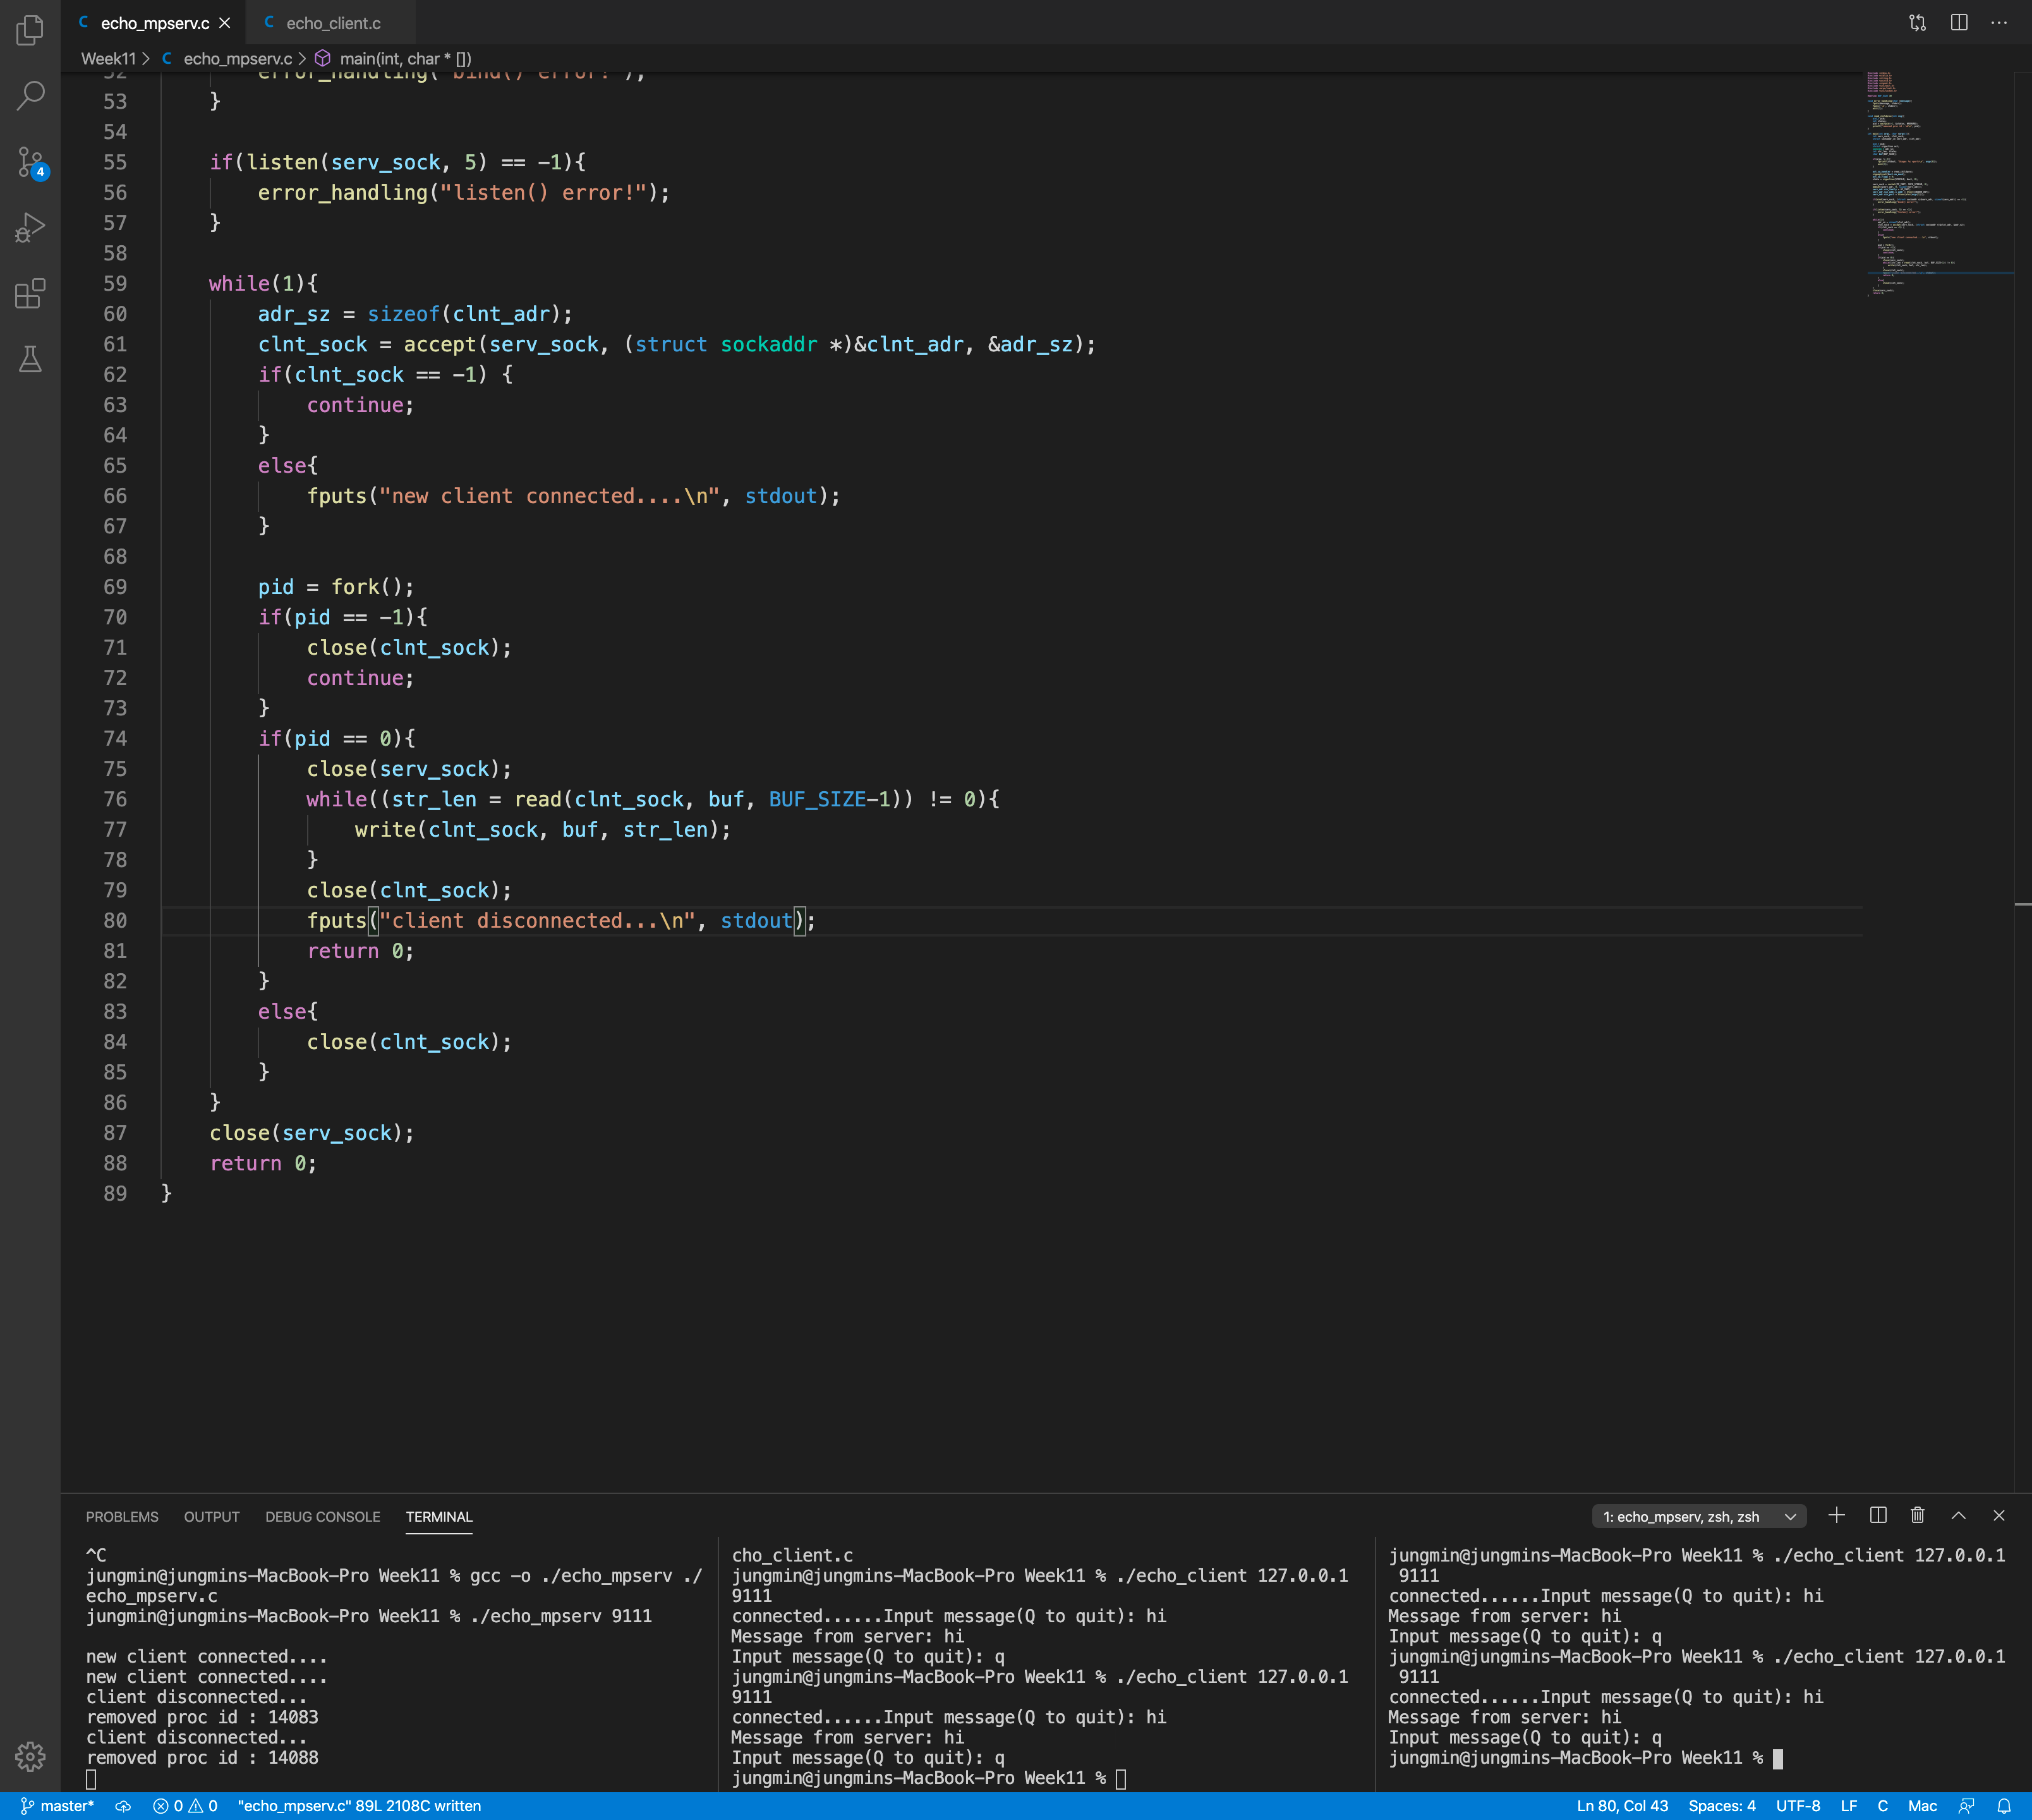 echo_mpserv.c
echo_client.c
Week11 > C echo_mpserv.c > main(int, char * [])
52 error_handling("bind() error!");
53 }
54
55 if(listen(serv_sock, 5) == -1){
56 error_handling("listen() error!");
57 }
58
59 while(1){
60 adr_sz = sizeof(clnt_adr);
61 clnt_sock = accept(serv_sock, (struct sockaddr *)&clnt_adr, &adr_sz);
62 if(clnt_sock == -1) {
63 continue;
64 }
65 else{
66 fputs("new client connected....\n", stdout);
67 }
68
69 pid = fork();
70 if(pid == -1){
71 close(clnt_sock);
72 continue;
73 }
74 if(pid == 0){
75 close(serv_sock);
76 while((str_len = read(clnt_sock, buf, BUF_SIZE-1)) != 0){
77 write(clnt_sock, buf, str_len);
78 }
79 close(clnt_sock);
80 fputs("client disconnected...\n", stdout);
81 return 0;
82 }
83 else{
84 close(clnt_sock);
85 }
86 }
87 close(serv_sock);
88 return 0;
89 }
4
PROBLEMS OUTPUT DEBUG CONSOLE TERMINAL
1: echo_mpserv, zsh, zsh
^C
jungmin@jungmins-MacBook-Pro Week11 % gcc -o ./echo_mpserv ./
echo_mpserv.c
jungmin@jungmins-MacBook-Pro Week11 % ./echo_mpserv 9111
new client connected....
new client connected....
client disconnected...
removed proc id : 14083
client disconnected...
removed proc id : 14088
cho_client.c
jungmin@jungmins-MacBook-Pro Week11 % ./echo_client 127.0.0.1
9111
connected......Input message(Q to quit): hi
Message from server: hi
Input message(Q to quit): q
jungmin@jungmins-MacBook-Pro Week11 % ./echo_client 127.0.0.1
9111
connected......Input message(Q to quit): hi
Message from server: hi
Input message(Q to quit): q
jungmin@jungmins-MacBook-Pro Week11 %
jungmin@jungmins-MacBook-Pro Week11 % ./echo_client 127.0.0.1
9111
connected......Input message(Q to quit): hi
Message from server: hi
Input message(Q to quit): q
jungmin@jungmins-MacBook-Pro Week11 % ./echo_client 127.0.0.1
9111
connected......Input message(Q to quit): hi
Message from server: hi
Input message(Q to quit): q
jungmin@jungmins-MacBook-Pro Week11 %
master* 0 0 "echo_mpserv.c" 89L 2108C written
Ln 80, Col 43 Spaces: 4 UTF-8 LF C Mac